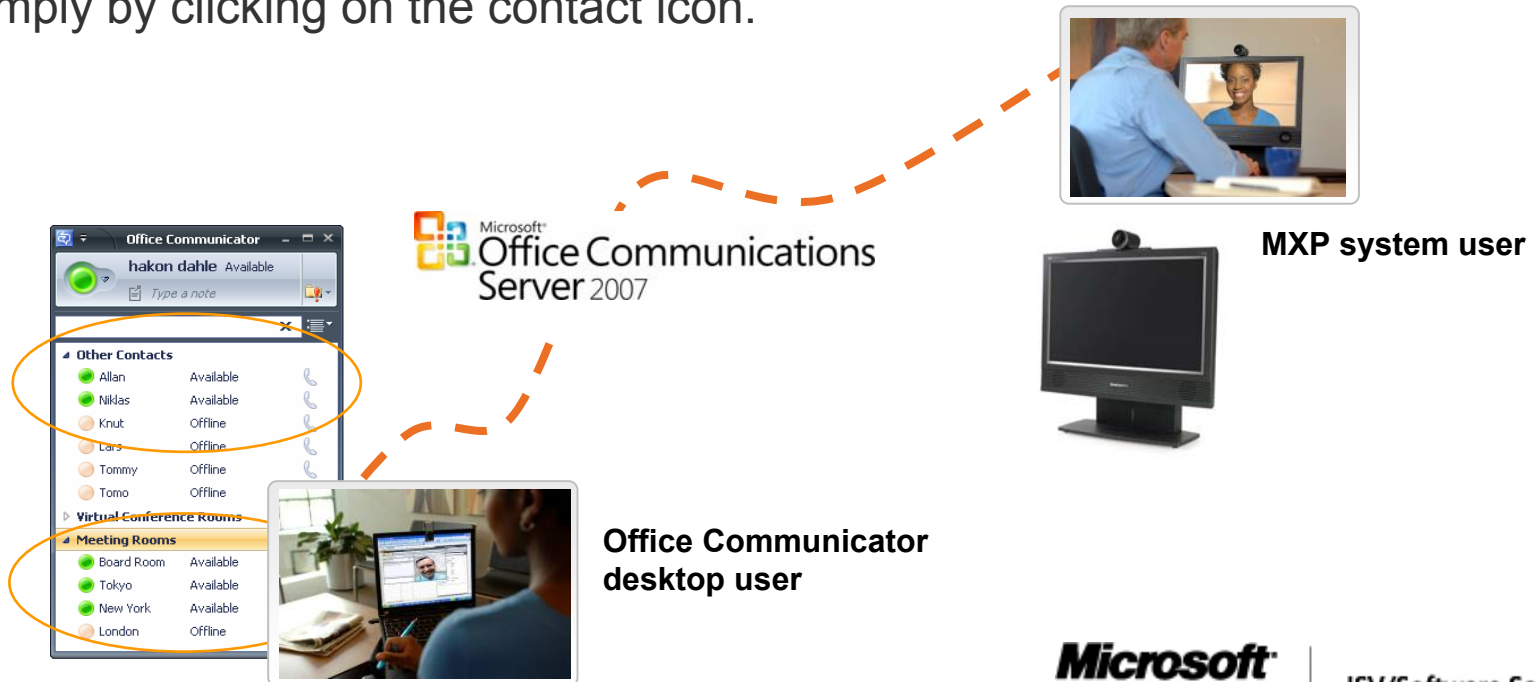 mply by clicking on the contact icon.
MXP system user
Microsoft
Office Communications
Server 2007
Office Communicator
hakon dahle Available
Type a note
Other Contacts
Allan Available
Niklas Available
Knut Offline
Lars Offline
Tommy Offline
Tomo Offline
Virtual Conference Rooms
Meeting Rooms
Board Room Available
Tokyo Available
New York Available
London Offline
Office Communicator
desktop user
Microsoft